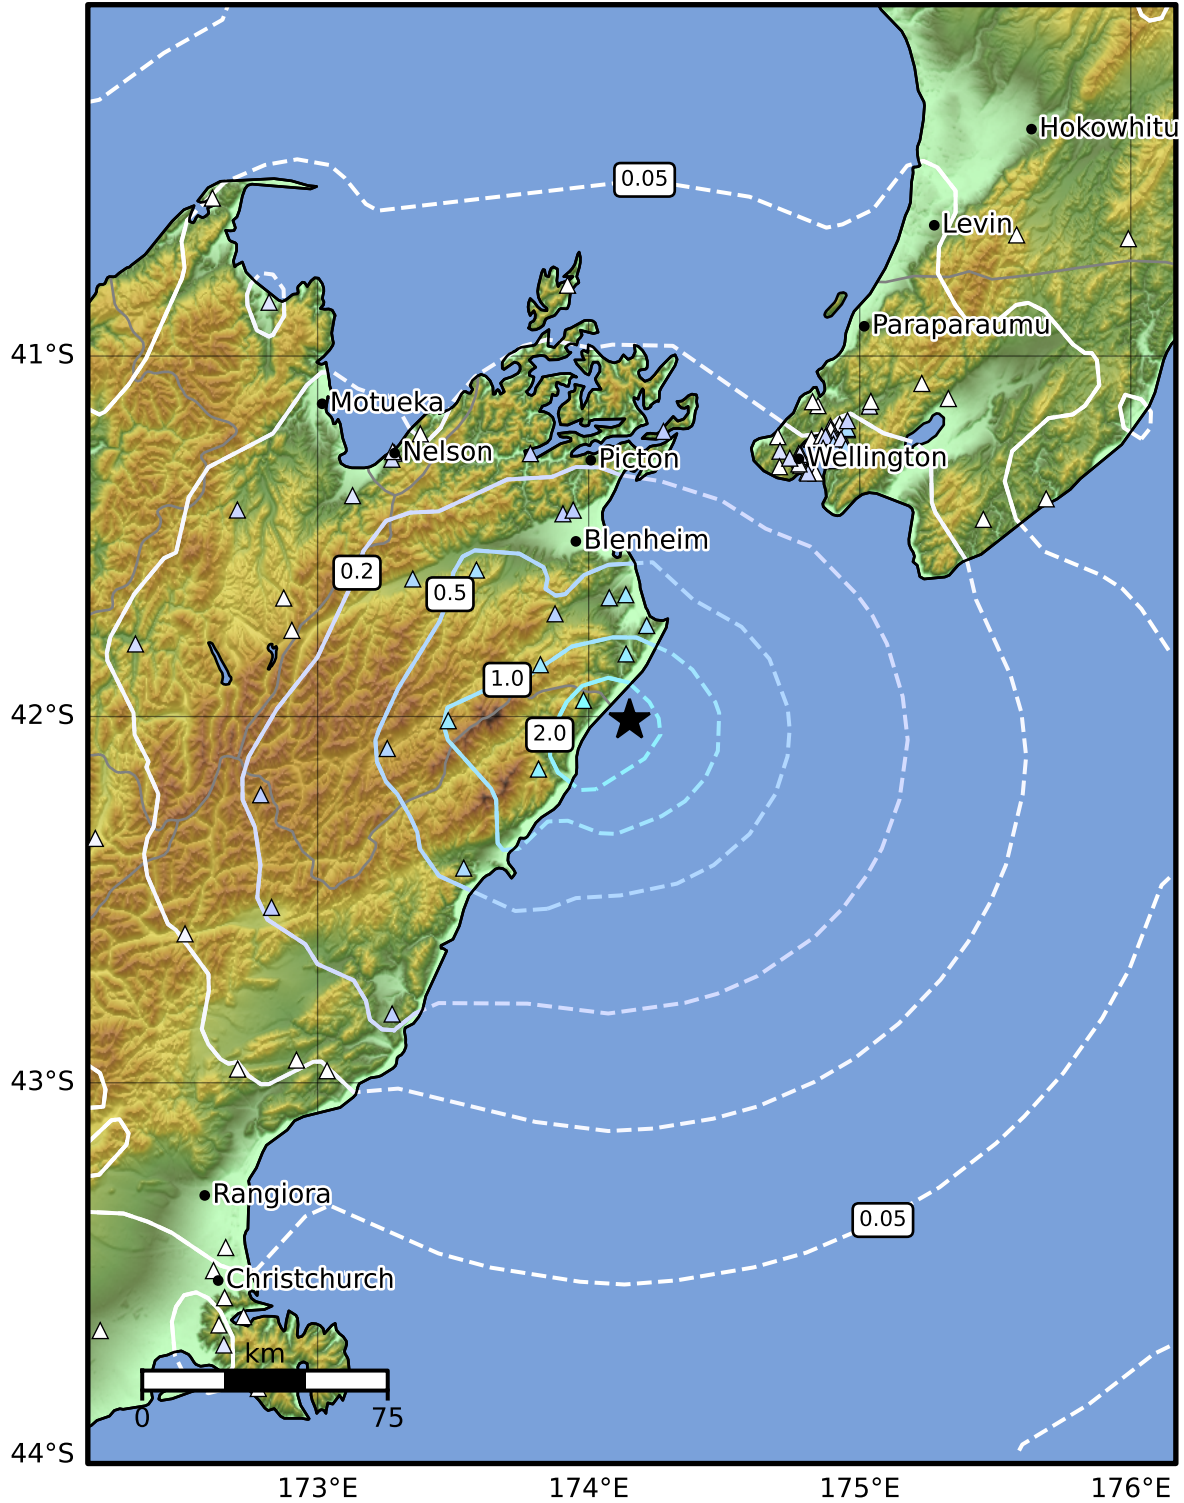 Hokowhitu
0.05
Levin
Paraparaumu
41°S
Motueka
Nelson
Picton
Wellington
Blenheim
0.2
0.5
1.0
42°S
2.0
43°S
Rangiora
0.05
Christchurch
km
0
75
44°S
173°E
174°E
175°E
176°E